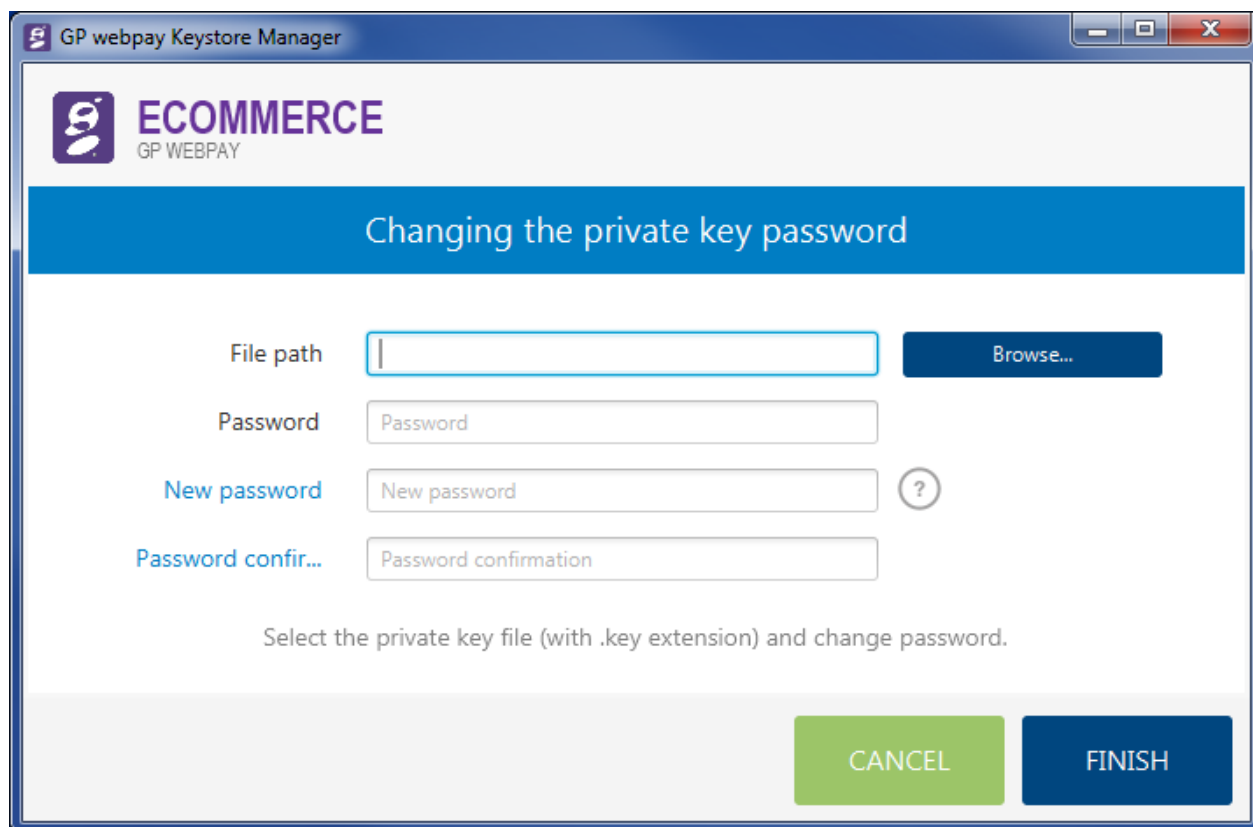 GP webpay Keystore Manager
ECOMMERCE
GP WEBPAY
Changing the private key password
File path
Browse...
Password
Password
New password
New password
?
Password confir...
Password confirmation
Select the private key file (with .key extension) and change password.
CANCEL
FINISH